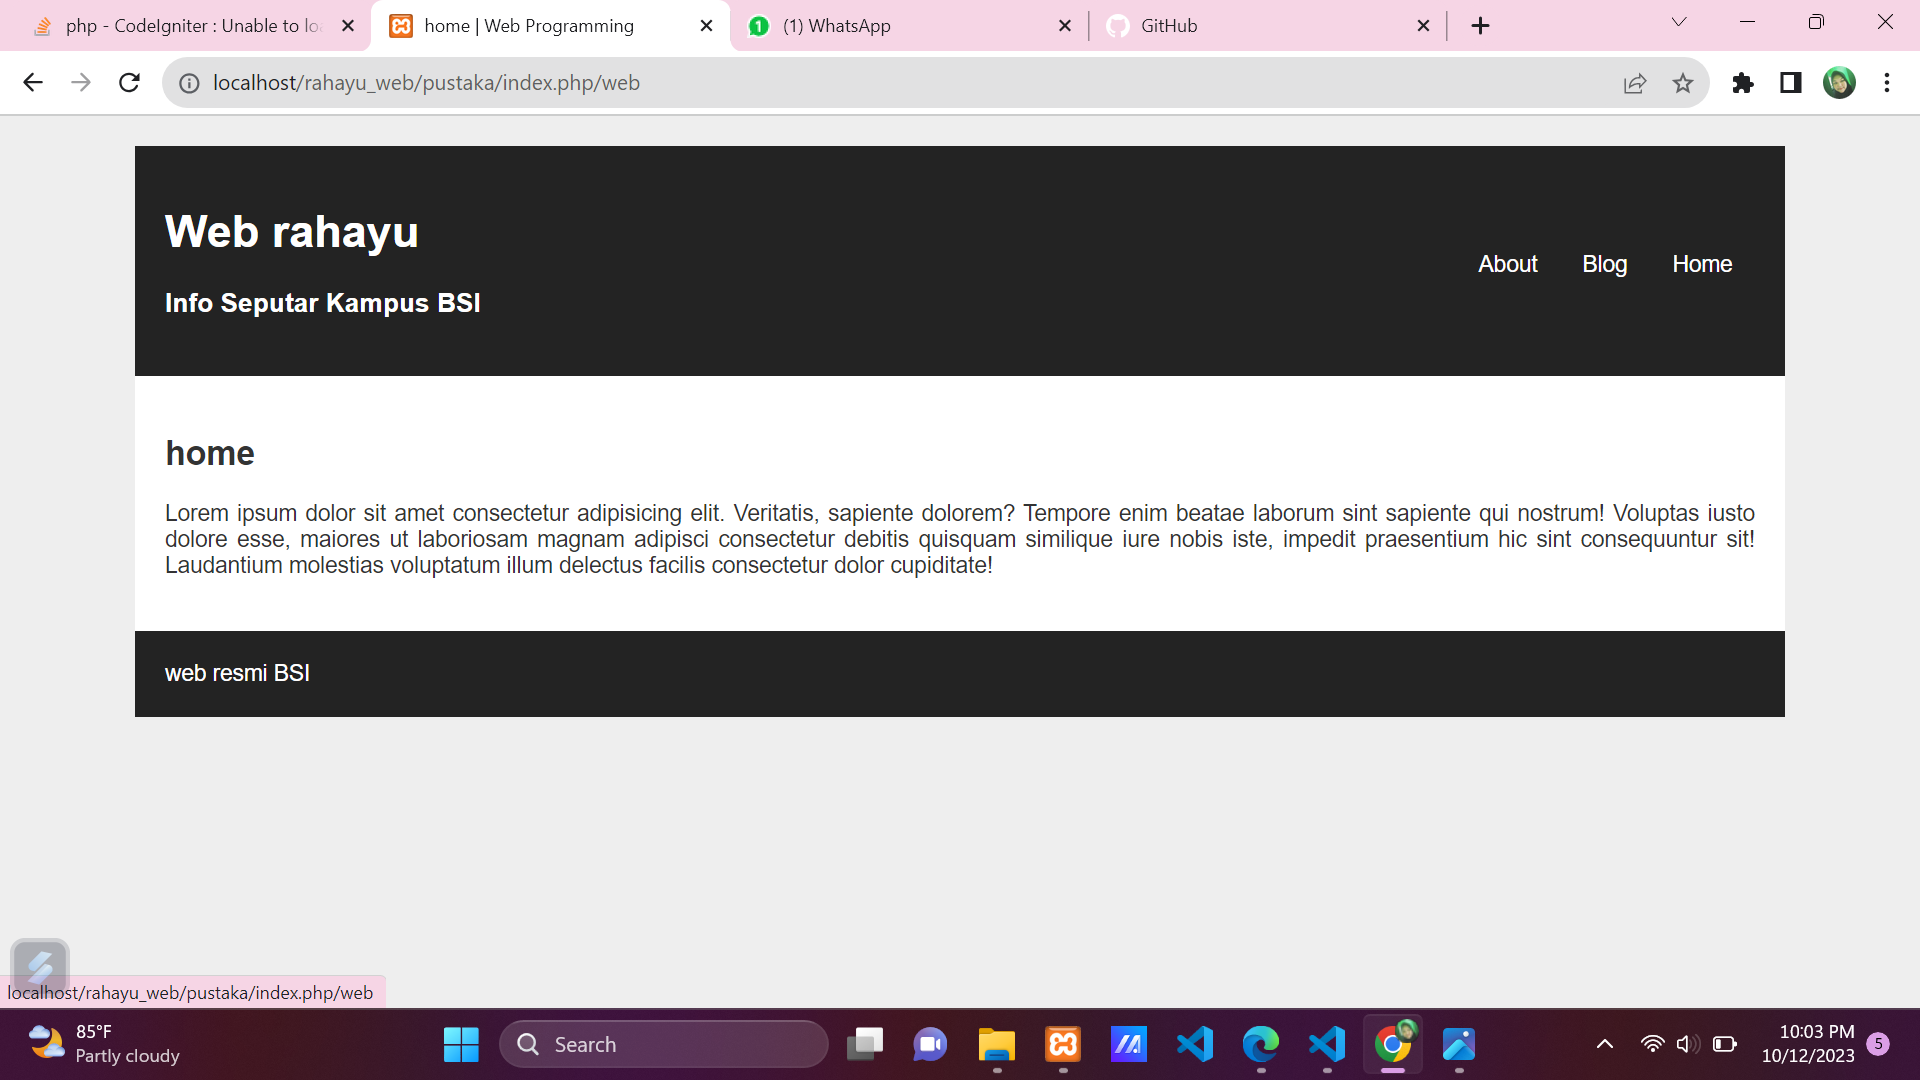 php - CodeIgniter : Unable to lo
home | Web Programming
(1) WhatsApp
GitHub
localhost/rahayu_web/pustaka/index.php/web
Web rahayu
Info Seputar Kampus BSI
About
Blog
Home
home
Lorem ipsum dolor sit amet consectetur adipisicing elit. Veritatis, sapiente dolorem? Tempore enim beatae laborum sint sapiente qui nostrum! Voluptas iusto
dolore esse, maiores ut laboriosam magnam adipisci consectetur debitis quisquam similique iure nobis iste, impedit praesentium hic sint consequuntur sit!
Laudantium molestias voluptatum illum delectus facilis consectetur dolor cupiditate!
web resmi BSI
localhost/rahayu_web/pustaka/index.php/web
85°F
Partly cloudy
Search
10:03 PM
10/12/2023
5